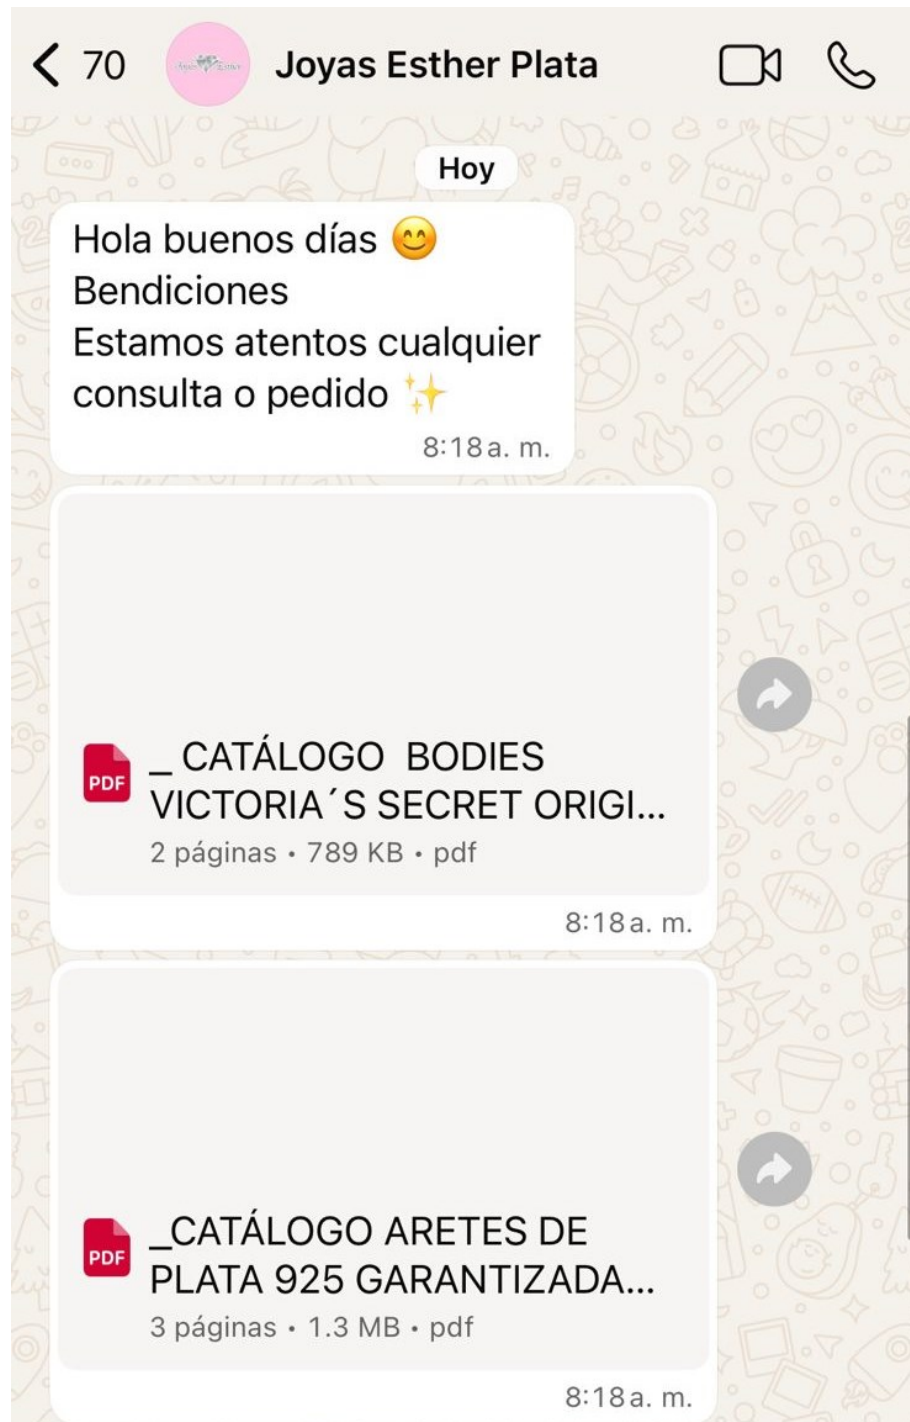 70
Joyas Esther Plata
Hoy
Hola buenos días 😊
Bendiciones
Estamos atentos cualquier
consulta o pedido ✨
8:18 a. m.
PDF
_ CATÁLOGO  BODIES
VICTORIA´S SECRET ORIGI...
2 páginas • 789 KB • pdf
8:18 a. m.
PDF
_CATÁLOGO ARETES DE
PLATA 925 GARANTIZADA...
3 páginas • 1.3 MB • pdf
8:18 a. m.